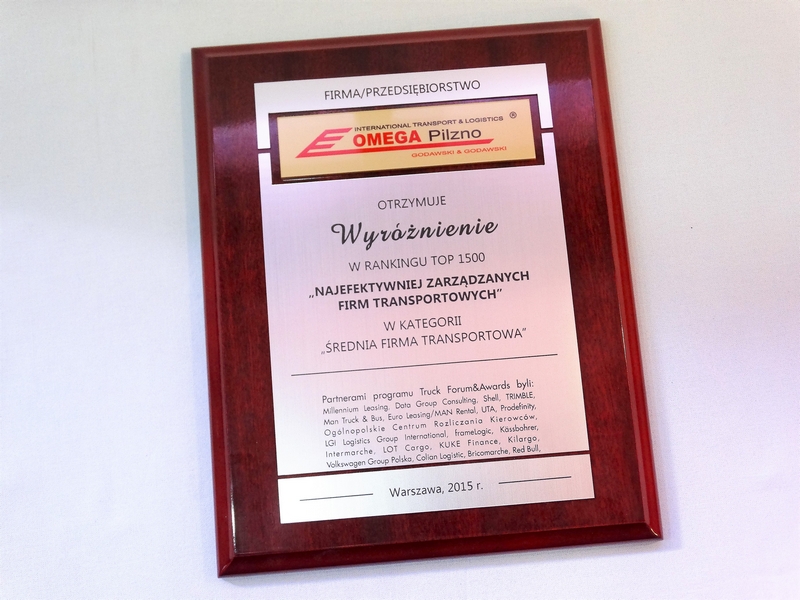 FIRMA/PRZEDSIĘBIORSTWO
INTERNATIONAL TRANSPORT & LOGISTICS ®
OMEGA Pilzno
GODAWSKI & GODAWSKI
OTRZYMUJE
Wyróżnienie
W RANKINGU TOP 1500
„NAJEFEKTYWNIEJ ZARZĄDZANYCH
FIRM TRANSPORTOWYCH”
W KATEGORII
„ŚREDNIA FIRMA TRANSPORTOWA”
Partnerami programu Truck Forum&Awards byli:
Millennium Leasing, Data Group Consulting, Shell, TRIMBLE,
Man Truck & Bus, Euro Leasing/MAN Rental, UTA, Prodefinity,
Ogólnopolskie Centrum Rozliczania Kierowców,
LGI Logistics Group International, frameLogic, Kässbohrer,
Intermarche, LOT Cargo, KUKE Finance, Kilargo,
Volkswagen Group Polska, Colian Logistic, Bricomarche, Red Bull,
Warszawa, 2015 r.